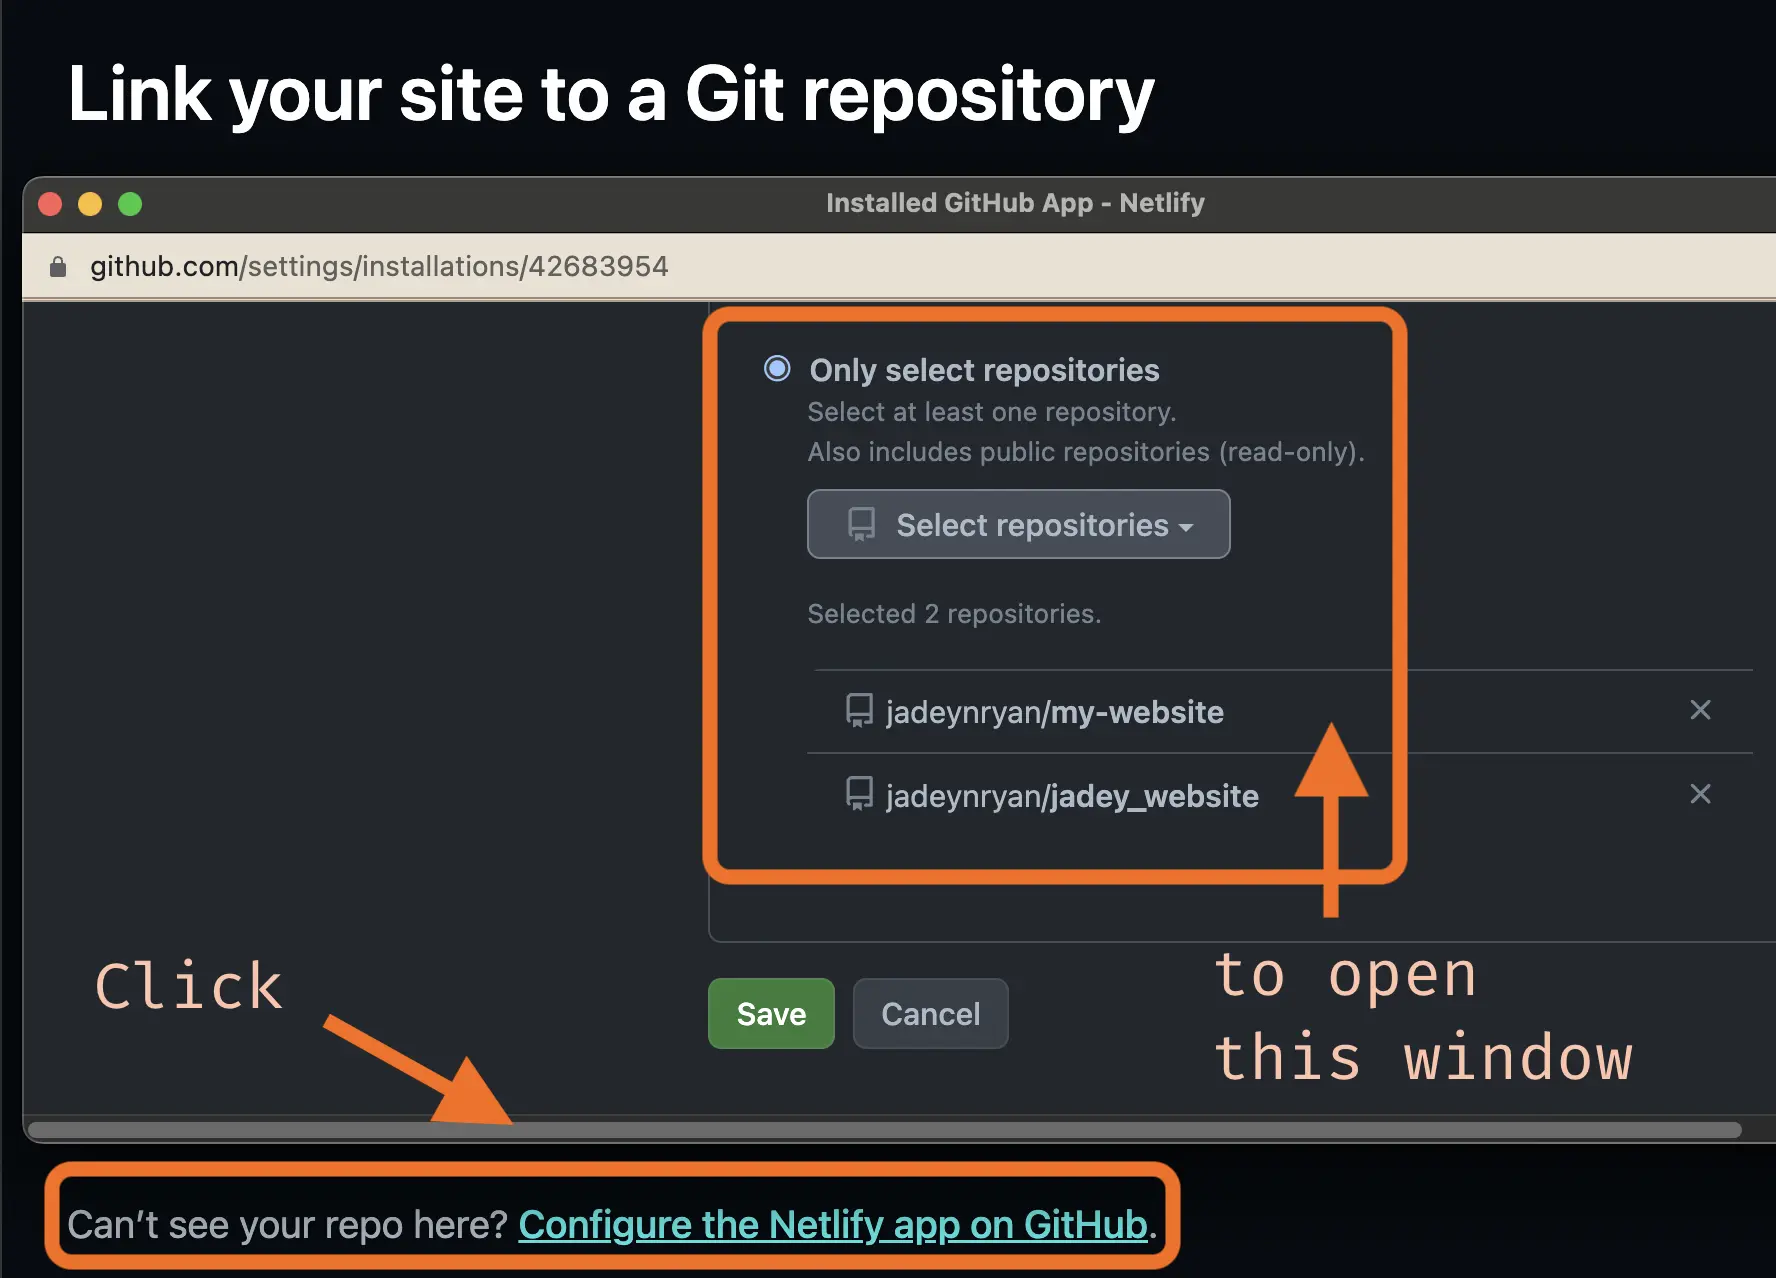 Link your site to a Git repository
Installed GitHub App - Netlify
github.com/settings/installations/42683954
Only select repositories
Select at least one repository.
Also includes public repositories (read-only).
Select repositories
Selected 2 repositories.
jadeynryan/my-website
jadeynryan/jadey_website
Click
Save
Cancel
to open
this window
Can't see your repo here? Configure the Netlify app on GitHub.